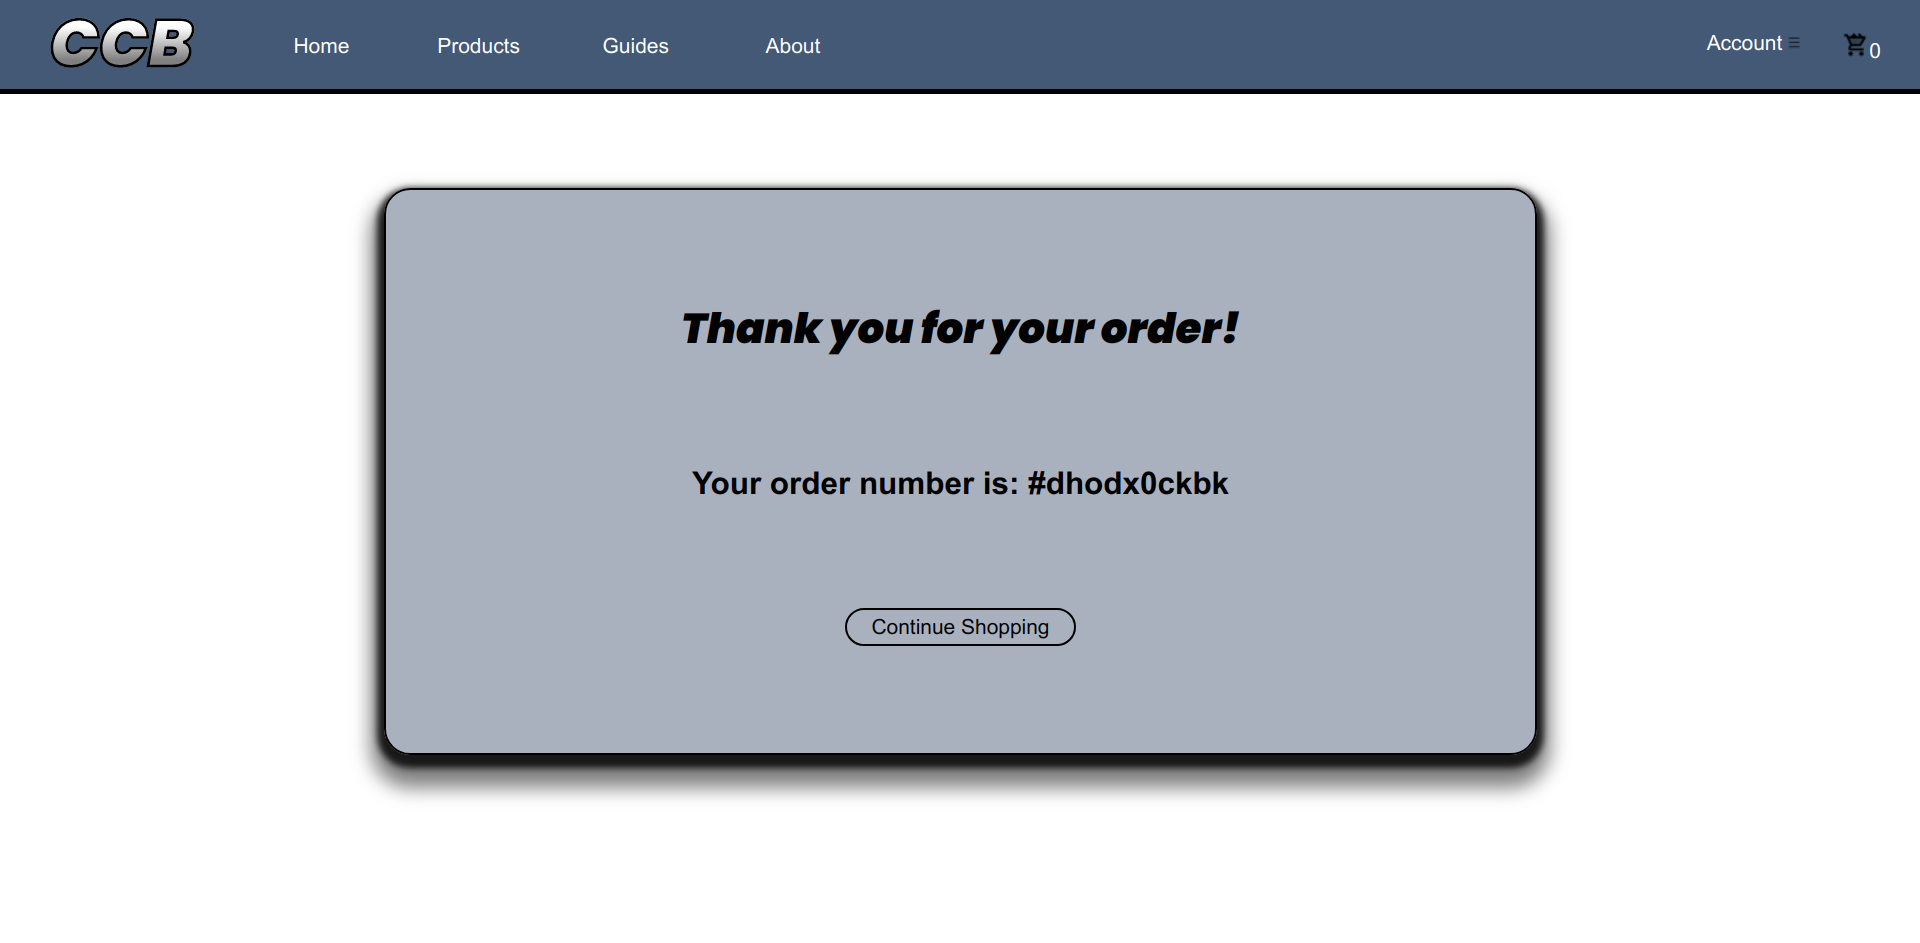 CCB
Home
Products
Guides
About
Account
0
Thank you for your order!
Your order number is: #dhodx0ckbk
Continue Shopping